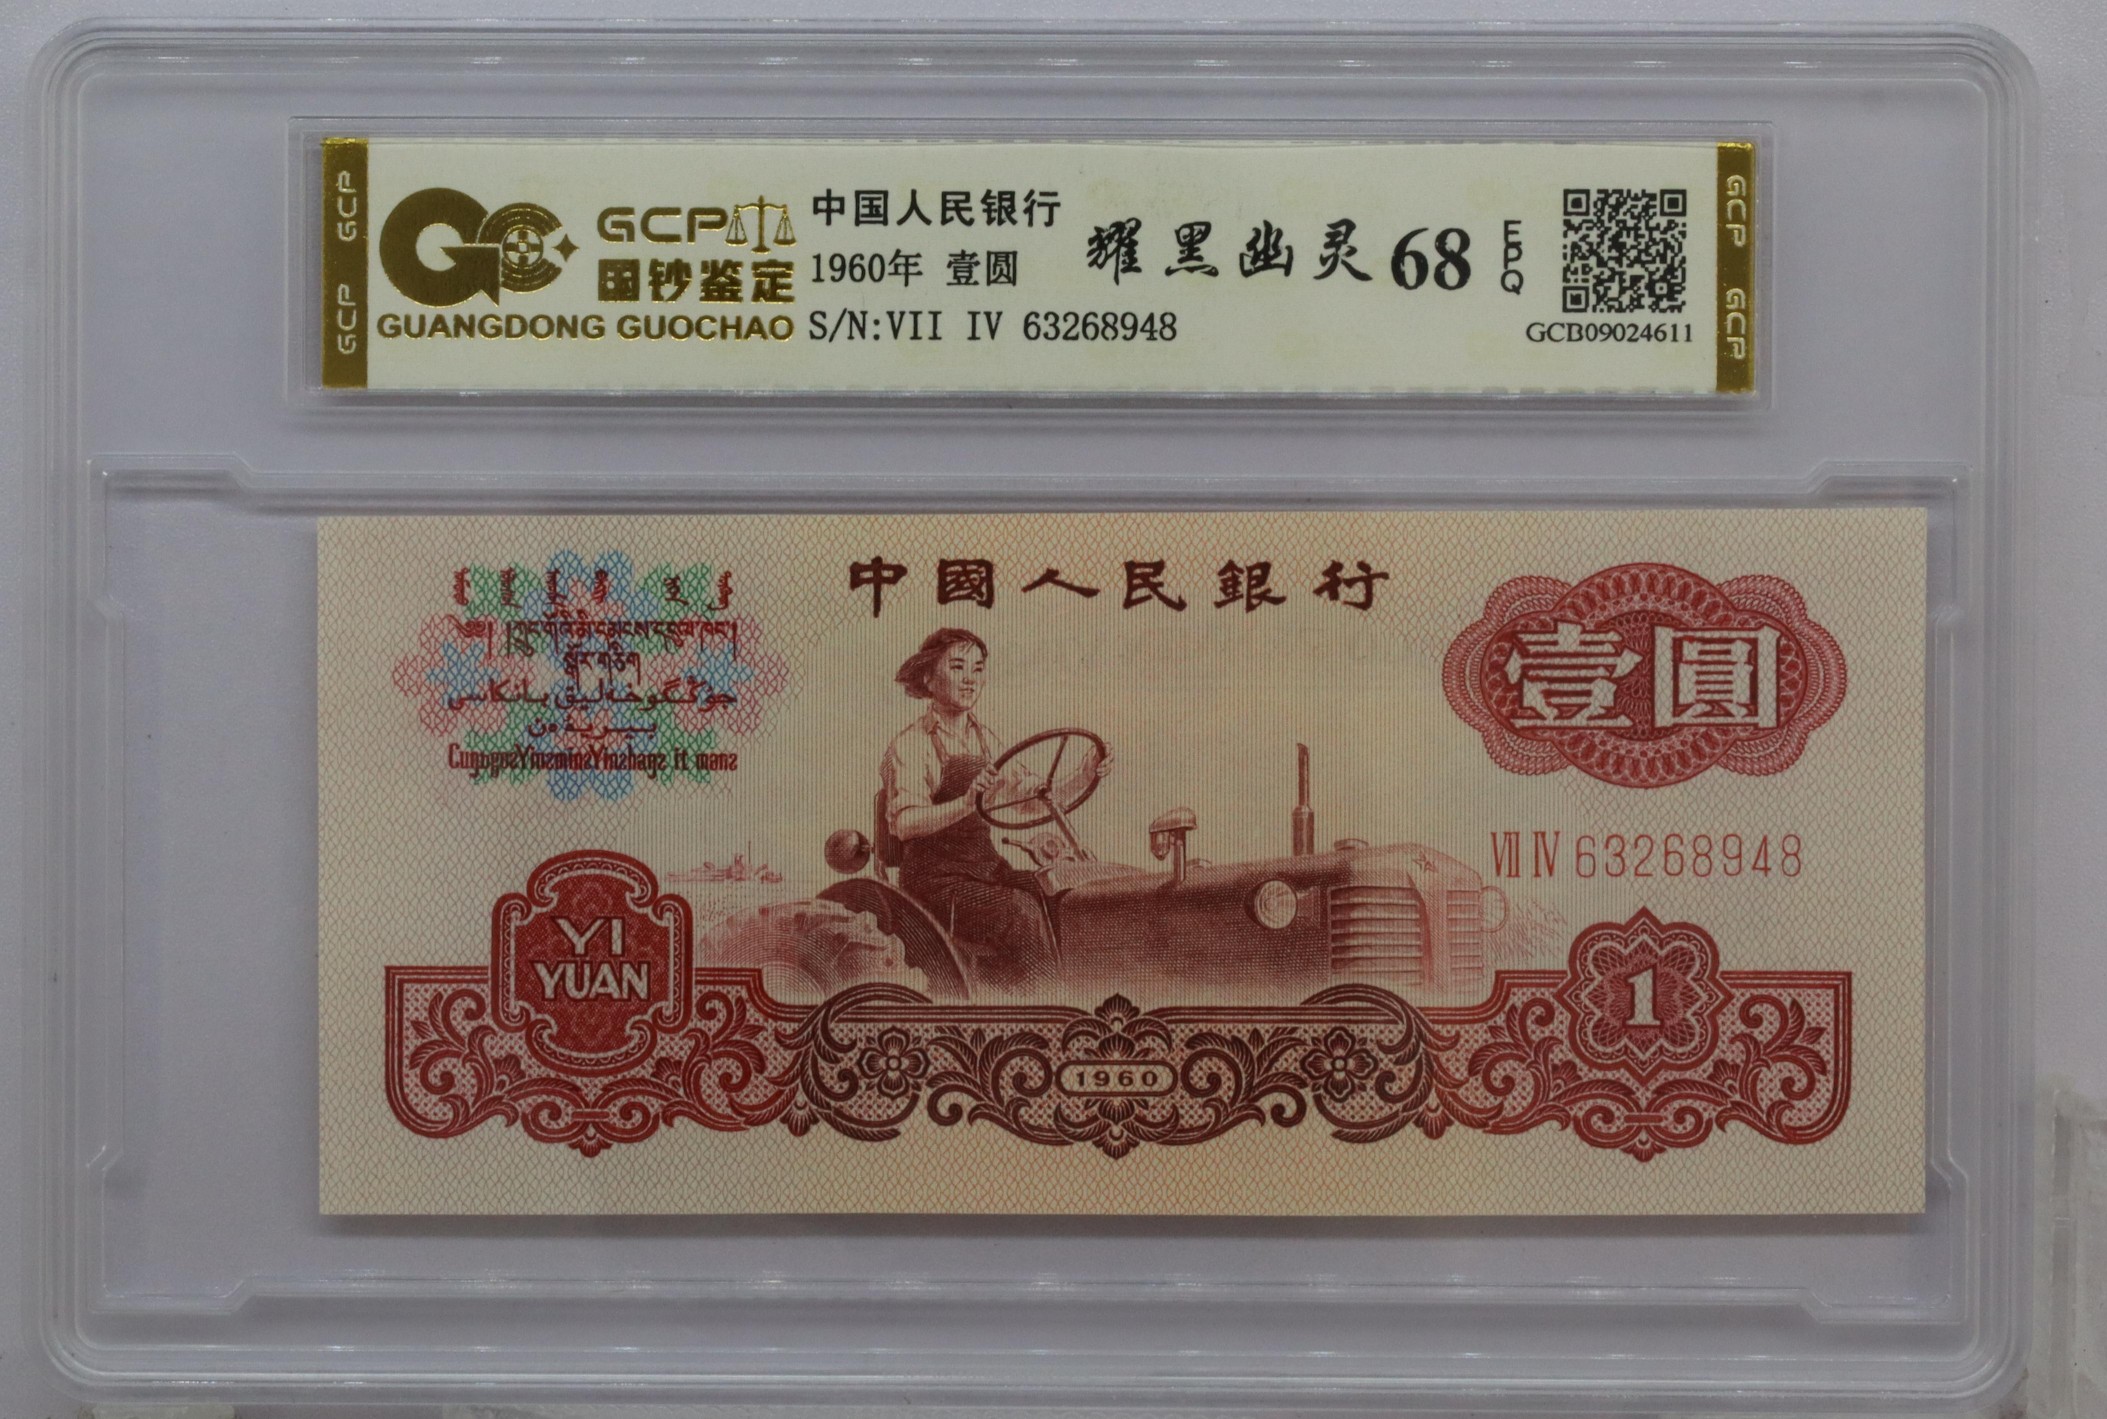 GCP GCP
GCP
国钞鉴定
GUANGDONG GUOCHAO
中国人民银行
1960年 壹圆
S/N:VII IV 63268948
耀黑幽灵 68
EPQ
GCB09024611
GCP GCP
中國人民銀行
壹圓
VII IV 63268948
YI
YUAN
1960
1